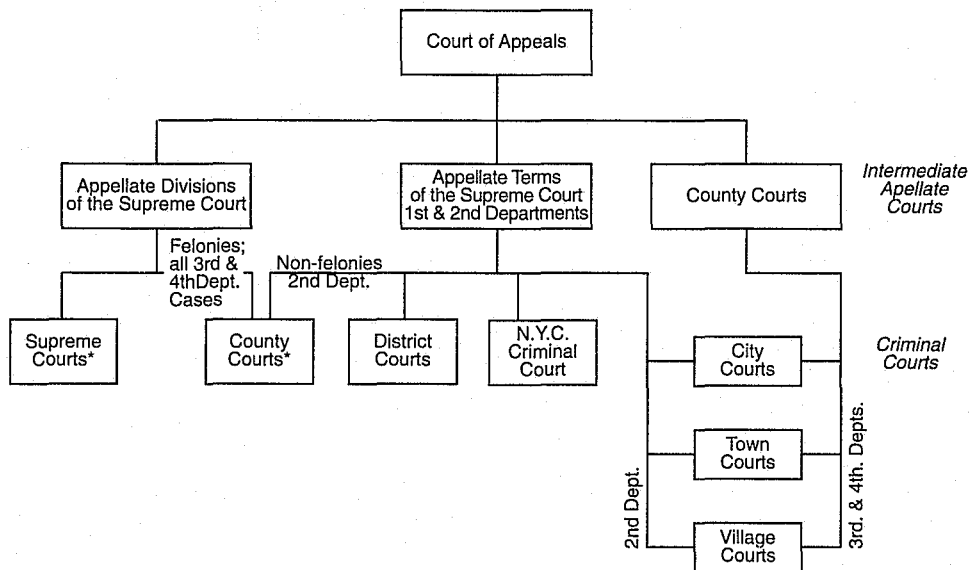 Court of Appeals
Appellate Divisions
of the Supreme Court
Appellate Terms
of the Supreme Court
1st & 2nd Departments
County Courts
Intermediate
Apellate
Courts
Felonies;
all 3rd &
4thDept.
Cases
Non-felonies
2nd Dept.
Supreme
Courts*
County
Courts*
District
Courts
N.Y.C.
Criminal
Court
City
Courts
Criminal
Courts
Town
Courts
Village
Courts
2nd Dept.
3rd. & 4th. Depts.